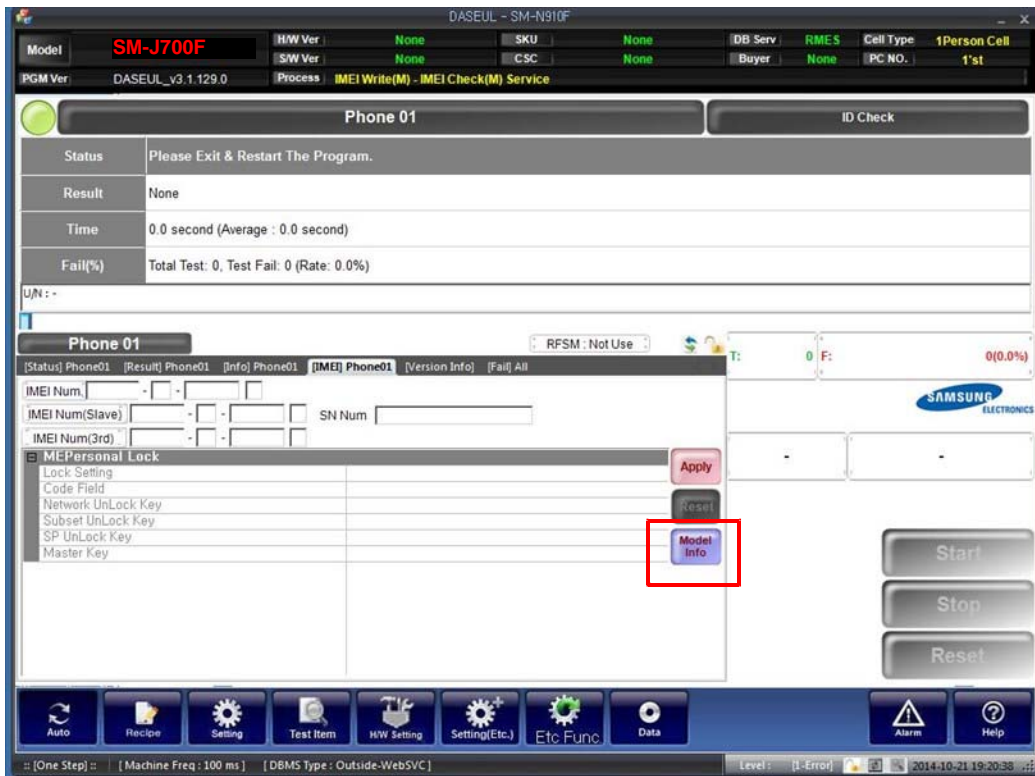 DASEUL - SM-N910F
Model SM-J700F H/W Ver None SKU None DB Serv RMES Cell Type 1Person Cell
S/W Ver None CSC None Buyer None PC NO. 1'st
PGM Ver DASEUL_v3.1.129.0 Process IMEI Write(M) - IMEI Check(M) Service
Phone 01 ID Check
Status Please Exit & Restart The Program.
Result None
Time 0.0 second (Average : 0.0 second)
Fail(%) Total Test: 0, Test Fail: 0 (Rate: 0.0%)
U/N : -
Phone 01 RFSM : Not Use T: 0 F: 0(0.0%)
[Status] Phone01 [Result] Phone01 [Info] Phone01 [IMEI] Phone01 [Version Info] [Fail] All
IMEI Num. - -
SAMSUNG
ELECTRONICS
IMEI Num(Slave) - - SN Num
IMEI Num(3rd) - -
MEPersonal Lock - -
Lock Setting
Apply
Code Field
Network UnLock Key
Reset
Subset UnLock Key
SP UnLock Key
Model
Info
Master Key
Start
Stop
Reset
Auto Recipe Setting Test Item H/W Setting Setting(Etc.) Etc Func. Data Alarm Help
:: [One Step] :: [Machine Freq : 100 ms] [DBMS Type : Outside-WebSVC] Level : [1-Error] 2014-10-21 19:20:38